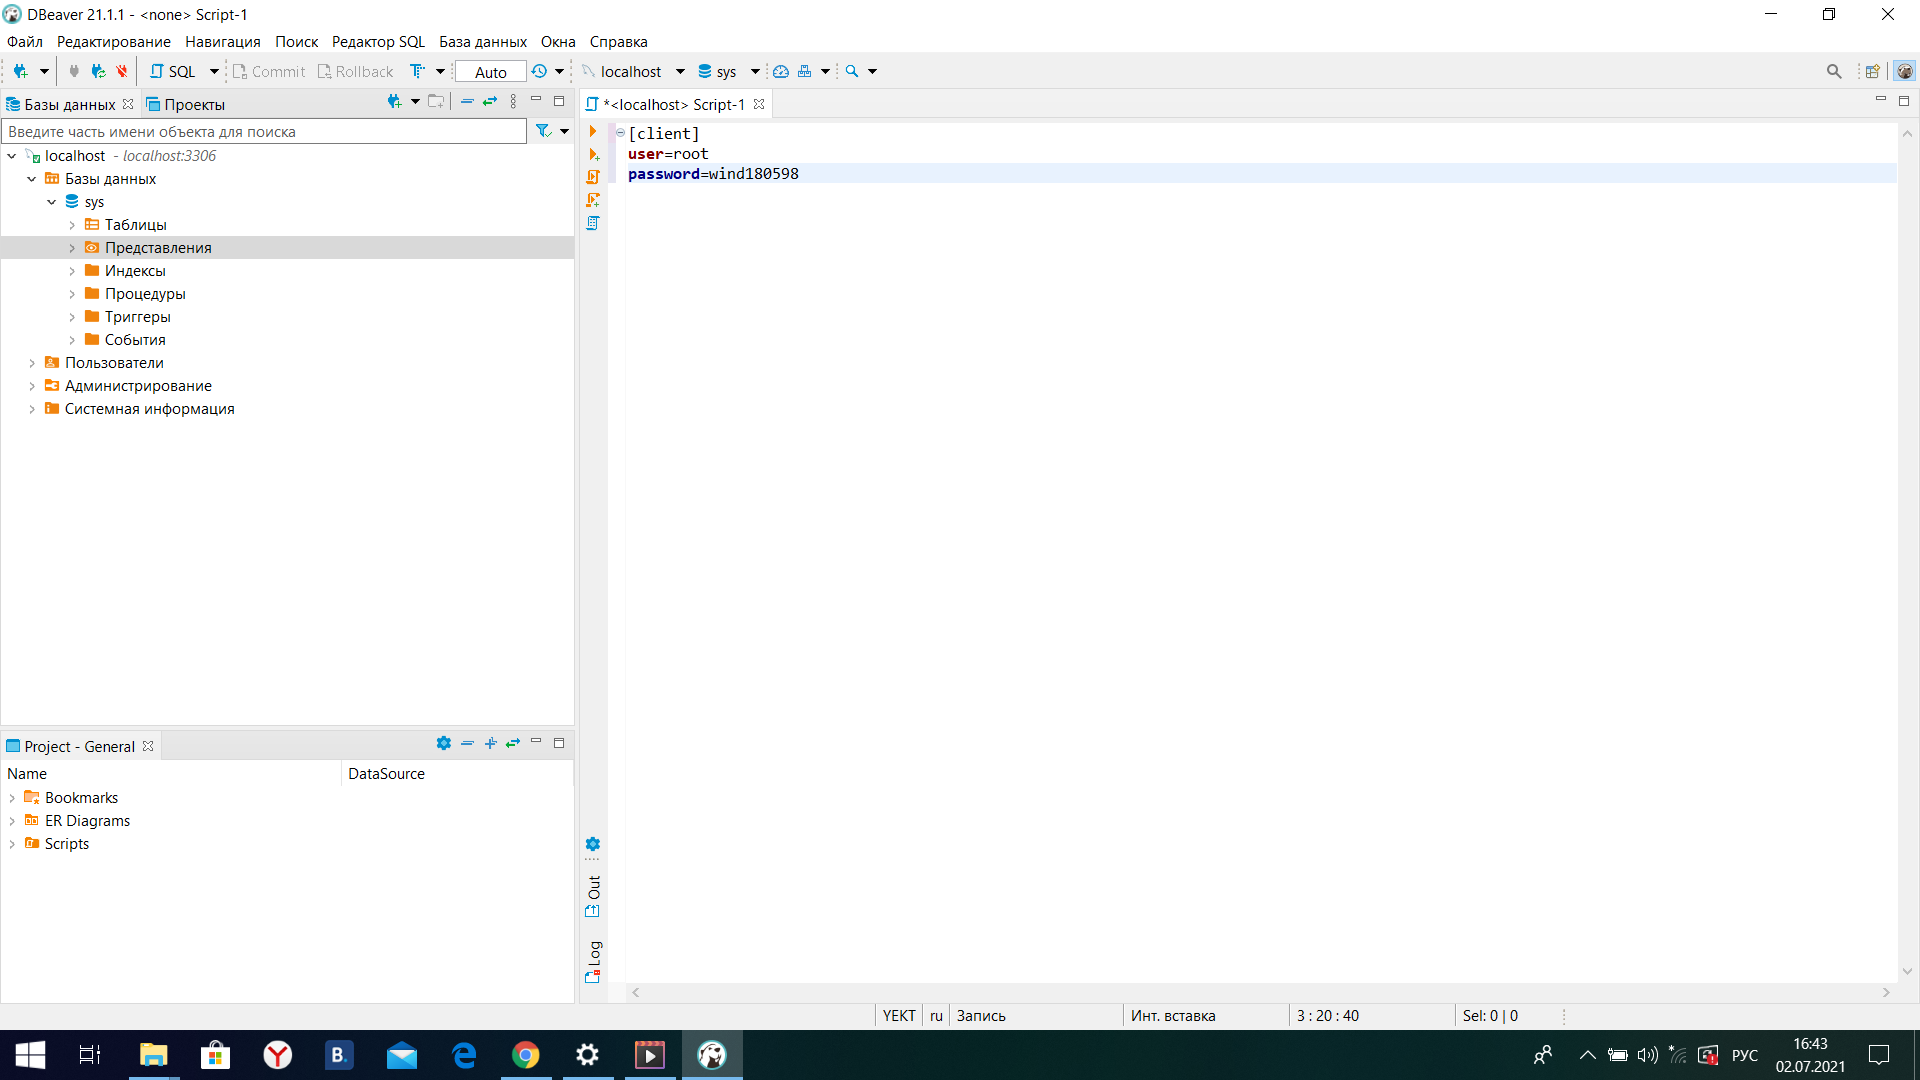 DBeaver 21.1.1 - <none> Script-1
Файл Редактирование Навигация Поиск Редактор SQL База данных Окна Справка
SQL Commit Rollback Auto localhost sys
Базы данных Проекты
Введите часть имени объекта для поиска
localhost - localhost:3306
Базы данных
sys
Таблицы
Представления
Индексы
Процедуры
Триггеры
События
Пользователи
Администрирование
Системная информация
Project - General
Name DataSource
Bookmarks
ER Diagrams
Scripts
*<localhost> Script-1
[client]
user=root
password=wind180598
Out
Log
YEKT ru Запись Инт. вставка 3 : 20 : 40 Sel: 0 | 0
B.
РУС
16:43
02.07.2021